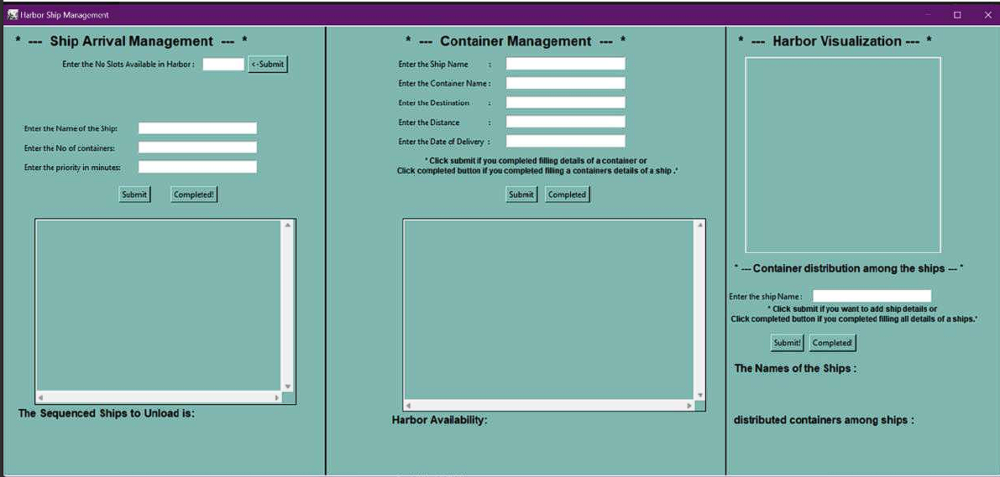 Harbor Ship Management
* --- Ship Arrival Management --- *
Enter the No Slots Available in Harbor :
<-Submit
Enter the Name of the Ship:
Enter the No of containers:
Enter the priority in minutes:
Submit
Completed!
The Sequenced Ships to Unload is:
* --- Container Management --- *
Enter the Ship Name :
Enter the Container Name :
Enter the Destination :
Enter the Distance :
Enter the Date of Delivery :
* Click submit if you completed filling details of a container or
Click completed button if you completed filling a containers details of a ship .*
Submit
Completed
Harbor Availability:
* --- Harbor Visualization --- *
* --- Container distribution among the ships --- *
Enter the ship Name :
* Click submit if you want to add ship details or
Click completed button if you completed filling all details of a ships.*
Submit!
Completed!
The Names of the Ships :
distributed containers among ships :